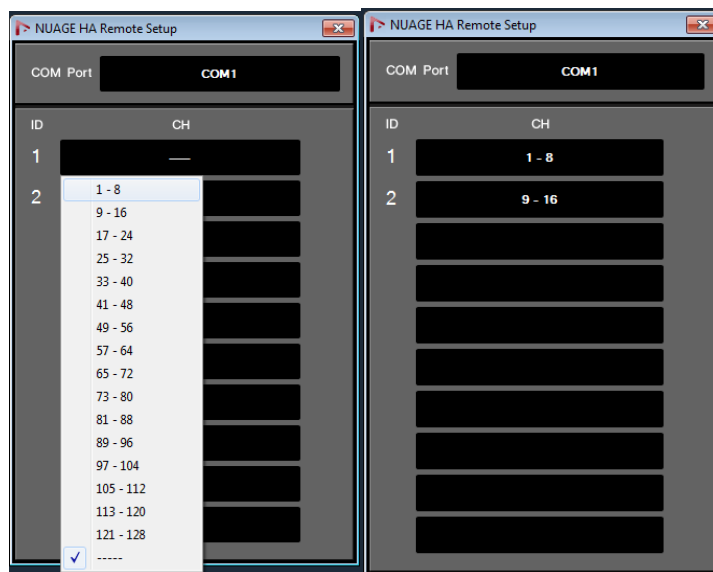 NUAGE HA Remote Setup
COM Port COM1
ID CH
1 -----
2
1 - 8
9 - 16
17 - 24
25 - 32
33 - 40
41 - 48
49 - 56
57 - 64
65 - 72
73 - 80
81 - 88
89 - 96
97 - 104
105 - 112
113 - 120
121 - 128
-----
NUAGE HA Remote Setup
COM Port COM1
ID CH
1 1 - 8
2 9 - 16